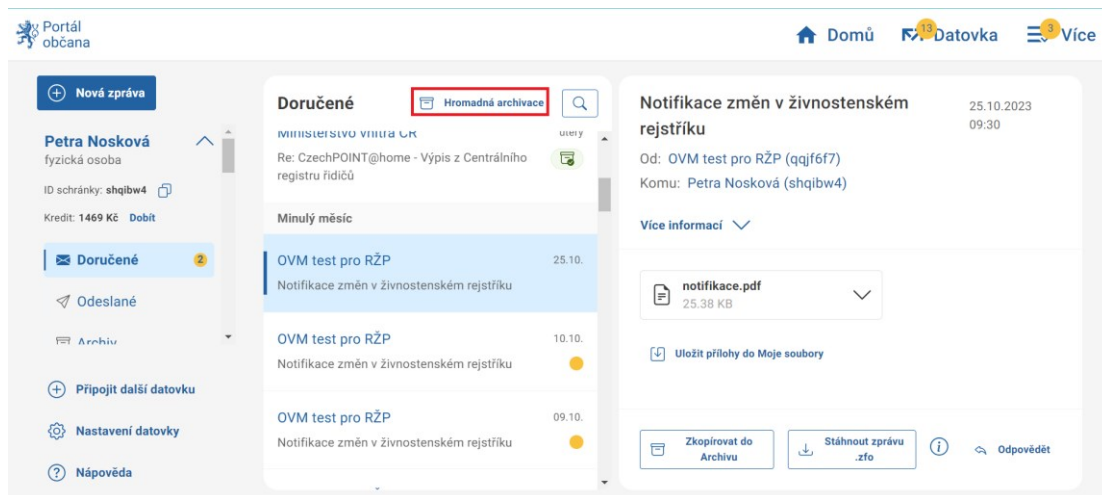 Portál
občana
Domů
13
Datovka
3
Více
Nová zpráva
Petra Nosková
fyzická osoba
ID schránky: shqibw4
Kredit: 1469 Kč Dobít
Doručené 2
Odeslané
Archiv
Připojit další datovku
Nastavení datovky
Nápověda
Doručené
Hromadná archivace
Ministerstvo vnitra ČR úterý
Re: CzechPOINT@home - Výpis z Centrálního
registru řidičů
Minulý měsíc
OVM test pro RŽP 25.10.
Notifikace změn v živnostenském rejstříku
OVM test pro RŽP 10.10.
Notifikace změn v živnostenském rejstříku
OVM test pro RŽP 09.10.
Notifikace změn v živnostenském rejstříku
Notifikace změn v živnostenském
rejstříku
25.10.2023
09:30
Od: OVM test pro RŽP (qqjf6f7)
Komu: Petra Nosková (shqibw4)
Více informací
notifikace.pdf
25.38 KB
Uložit přílohy do Moje soubory
Zkopírovat do
Archivu
Stáhnout zprávu
.zfo
Odpovědět